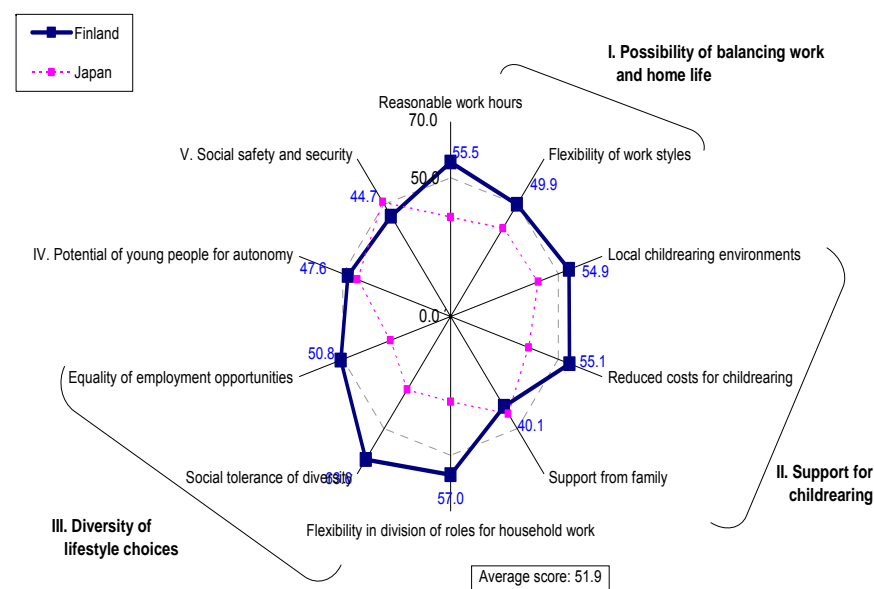 Finland
Japan
I. Possibility of balancing work
and home life
Reasonable work hours
70.0
55.5
V. Social safety and security
Flexibility of work styles
50.0
49.9
44.7
IV. Potential of young people for autonomy
47.6
Local childrearing environments
54.9
0.0
50.8
55.1
Equality of employment opportunities
Reduced costs for childrearing
40.1
Social tolerance of diversity
Support from family
II. Support for
childrearing
57.0
III. Diversity of
lifestyle choices
Flexibility in division of roles for household work
Average score: 51.9